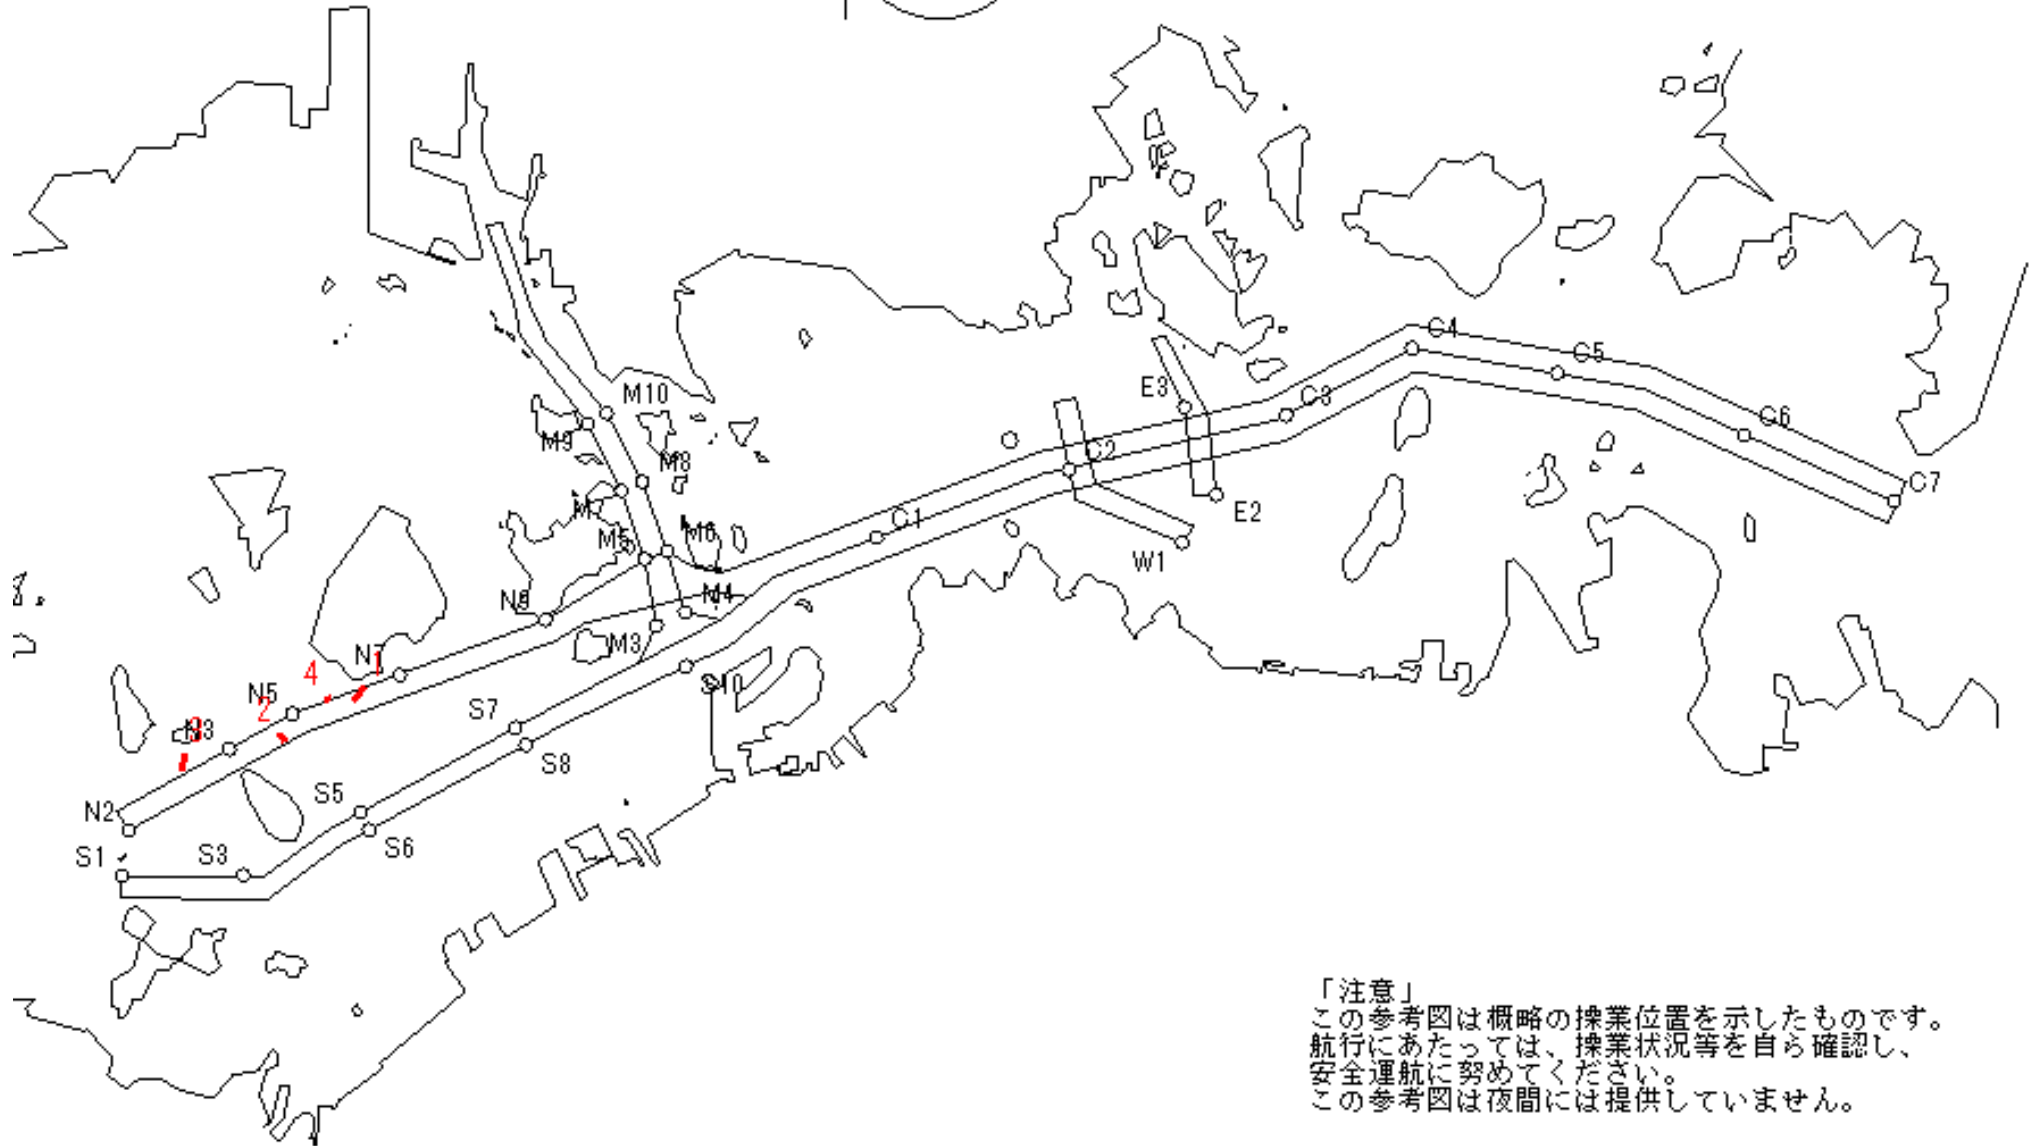 C4
C5
E3
M10
C3
C6
M9
C2
M8
C7
M7
E2
C1
M5
M6
W1
N9
M4
M3
N7
1
4
N5
S10
2
N3
3
S7
S8
S5
N2
S6
S1
S3
「注意」
この参考図は概略の操業位置を示したものです。
航行にあたっては、操業状況等を自ら確認し、
安全運航に努めてください。
この参考図は夜間には提供していません。